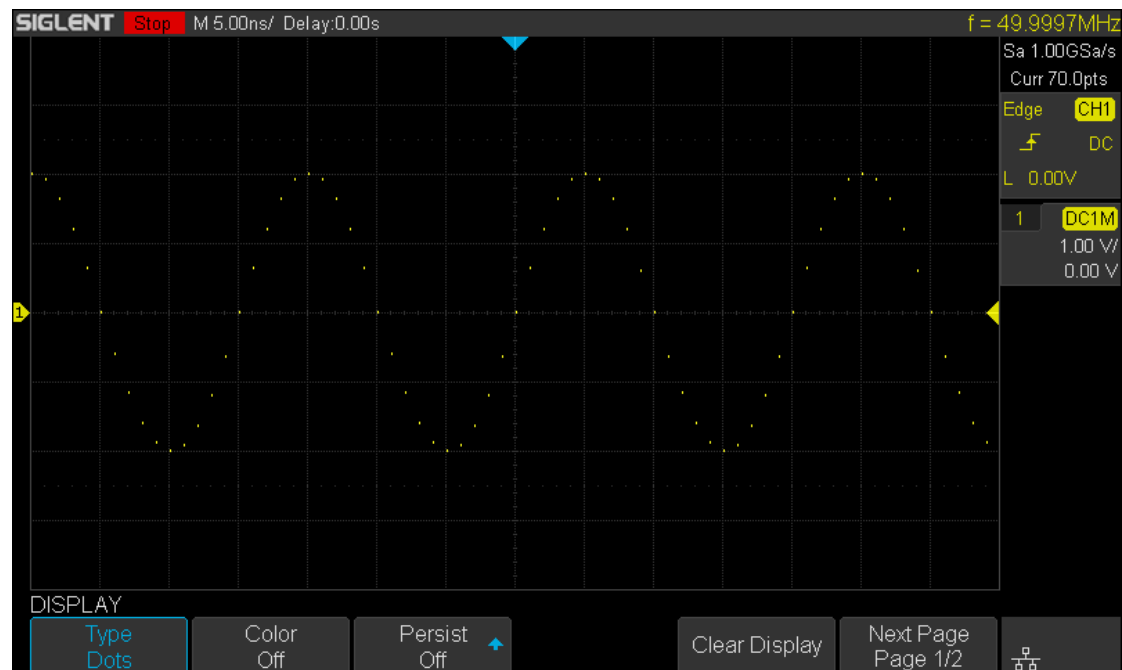 SIGLENT Stop M 5.00ns/ Delay:0.00s f = 49.9997MHz
Sa 1.00GSa/s
Curr 70.0pts
Edge CH1
DC
L 0.00V
1 DC1M
1.00 V/
0.00 V
1
DISPLAY
Type Color Persist Clear Display Next Page
Dots Off Off Page 1/2